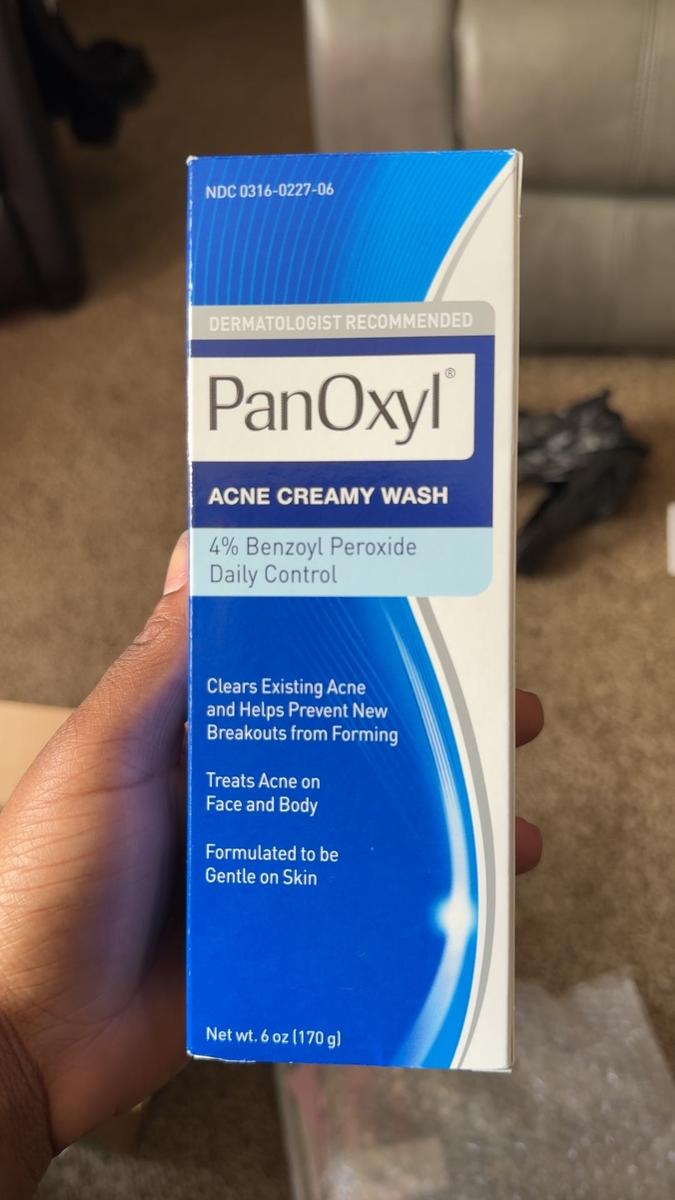 NDC 0316-0227-06
DERMATOLOGIST RECOMMENDED
PanOxyl®
ACNE CREAMY WASH
4% Benzoyl Peroxide
Daily Control
Clears Existing Acne
and Helps Prevent New
Breakouts from Forming
Treats Acne on
Face and Body
Formulated to be
Gentle on Skin
Net wt. 6 oz (170 g)